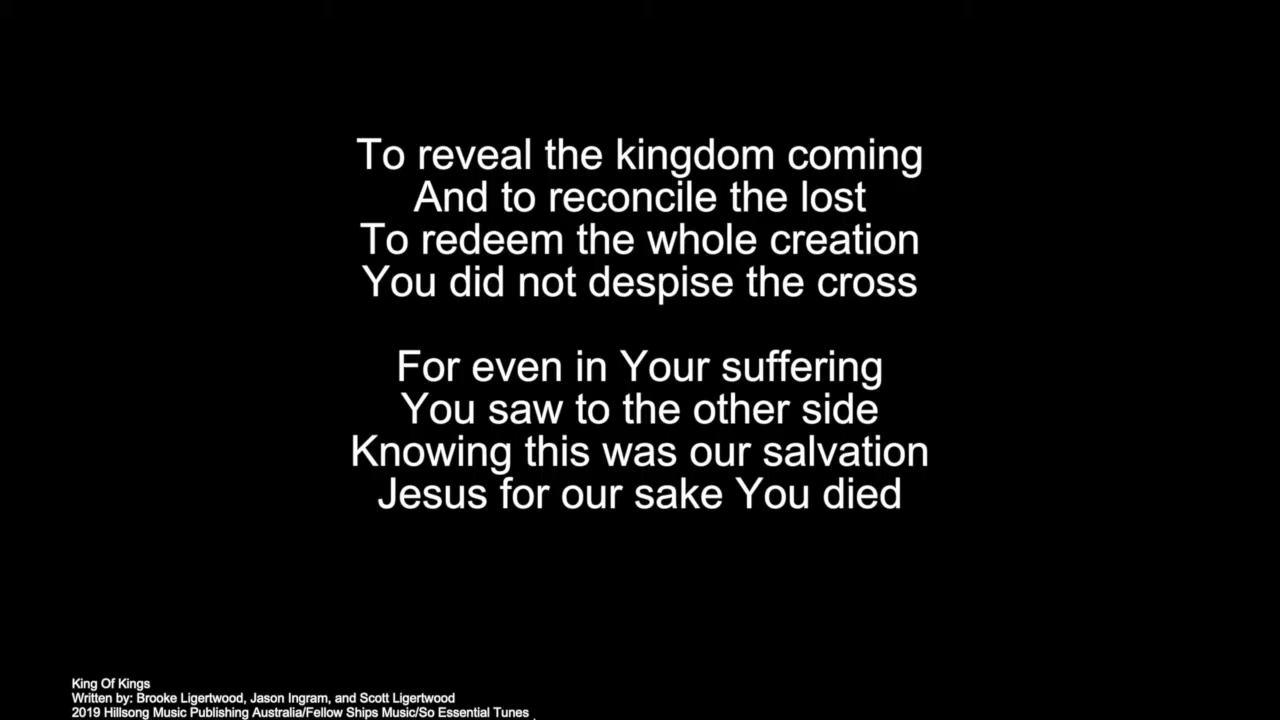 To reveal the kingdom coming
And to reconcile the lost
To redeem the whole creation
You did not despise the cross
For even in Your suffering
You saw to the other side
Knowing this was our salvation
Jesus for our sake You died
King Of Kings
Written by: Brooke Ligertwood, Jason Ingram, and Scott Ligertwood
2019 Hillsong Music Publishing Australia/Fellow Ships Music/So Essential Tunes